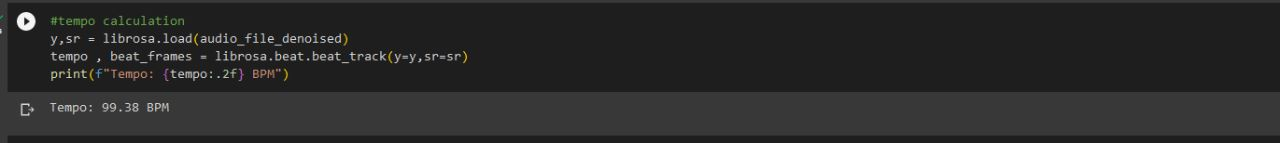 #tempo calculation
y,sr = librosa.load(audio_file_denoised)
tempo , beat_frames = librosa.beat.beat_track(y=y,sr=sr)
print(f"Tempo: {tempo:.2f} BPM")
Tempo: 99.38 BPM